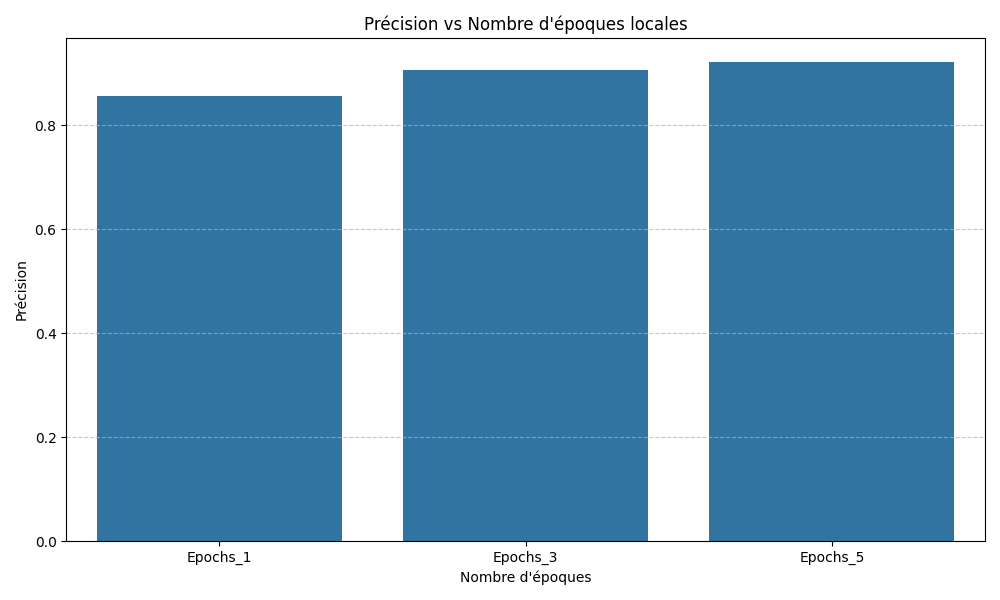 Précision vs Nombre d'époques locales
Précision
0.8
0.6
0.4
0.2
0.0
Epochs_1
Epochs_3
Epochs_5
Nombre d'époques